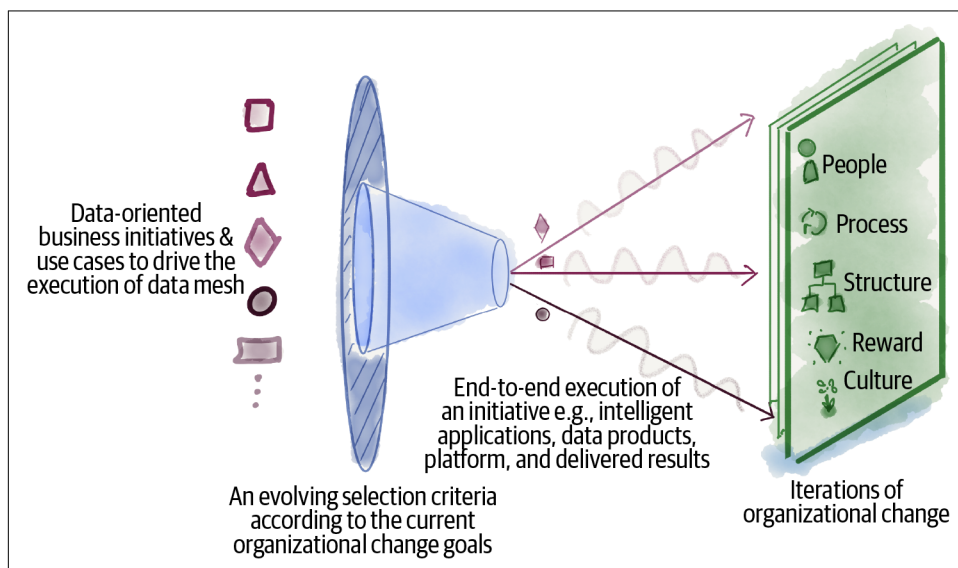 Data-oriented
business initiatives &
use cases to drive the
execution of data mesh
An evolving selection criteria
according to the current
organizational change goals
End-to-end execution of
an initiative e.g., intelligent
applications, data products,
platform, and delivered results
People
Process
Structure
Reward
Culture
Iterations of
organizational change